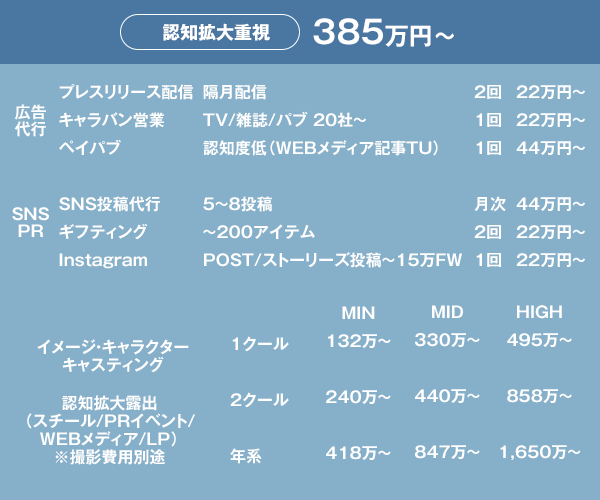 認知拡大重視 385万円～
広告代行
プレスリリース配信 隔月配信 2回 22万円～
キャラバン営業 TV/雑誌/パブ 20社～ 1回 22万円～
ペイパブ 認知度低（WEBメディア記事TU） 1回 44万円～
SNS PR
SNS投稿代行 5～8投稿 月次 44万円～
ギフティング ～200アイテム 2回 22万円～
Instagram POST/ストーリーズ投稿～15万FW 1回 22万円～
MIN MID HIGH
イメージ・キャラクター
キャスティング
1クール 132万～ 330万～ 495万～
認知拡大露出
（スチール/PRイベント/
WEBメディア/LP）
※撮影費用別途
2クール 240万～ 440万～ 858万～
年系 418万～ 847万～ 1,650万～